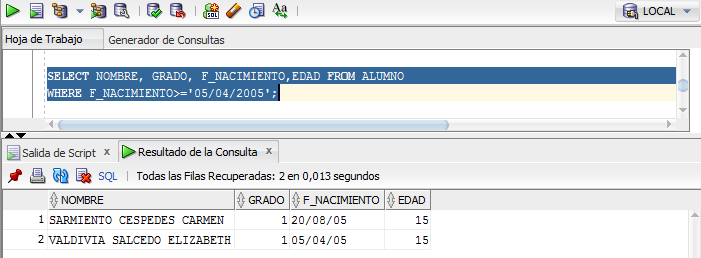 LOCAL
Hoja de Trabajo Generador de Consultas
SELECT NOMBRE, GRADO, F_NACIMIENTO,EDAD FROM ALUMNO
WHERE F_NACIMIENTO>='05/04/2005';
Salida de Script x Resultado de la Consulta x
SQL Todas las Filas Recuperadas: 2 en 0,013 segundos
NOMBRE GRADO F_NACIMIENTO EDAD
1 SARMIENTO CESPEDES CARMEN 1 20/08/05 15
2 VALDIVIA SALCEDO ELIZABETH 1 05/04/05 15